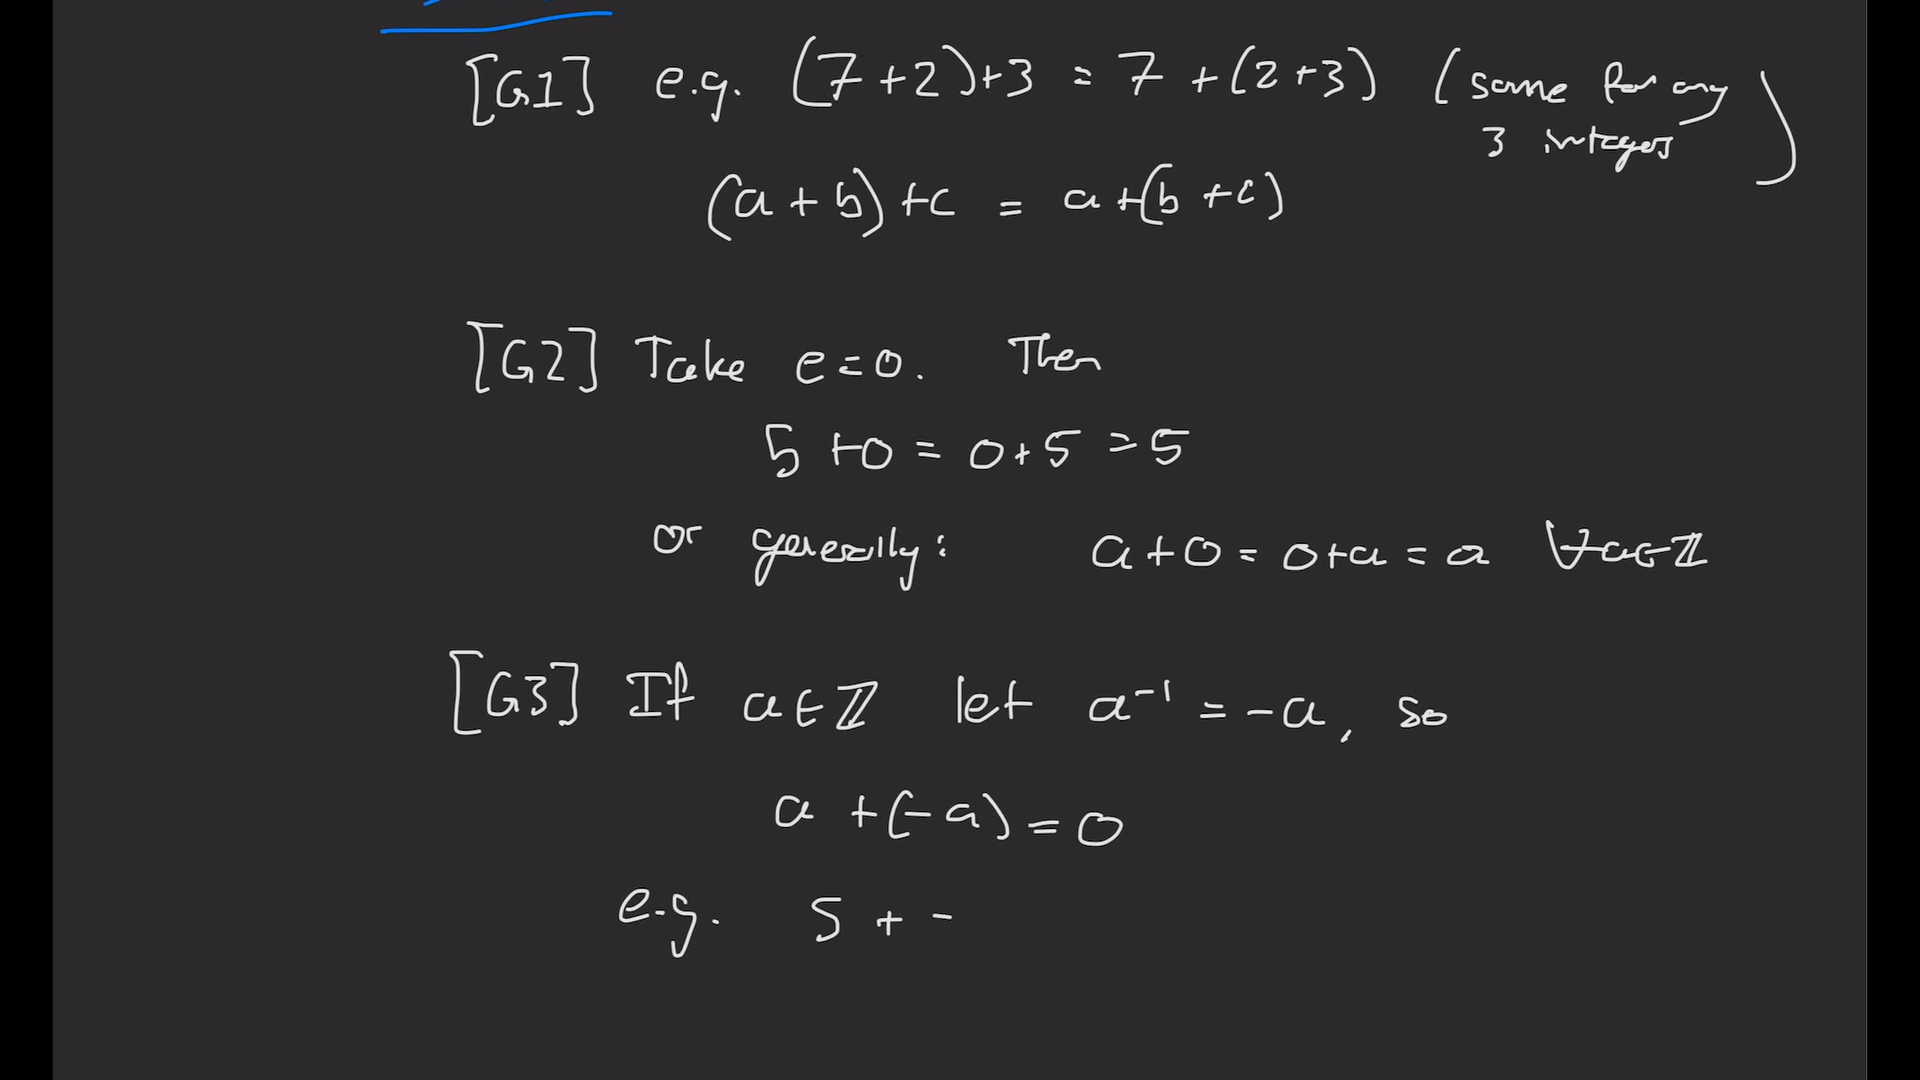 [G1] e.g. (7+2)+3 = 7+(2+3) (same for any
3 integers)
(a+b)+c = a+(b+c)
[G2] Take e=0. Then
5+0 = 0+5 = 5
or generally: a+0 = 0+a = a ∀a∈ℤ
[G3] If a∈ℤ let a⁻¹ = -a, so
a+(-a) = 0
e.g. 5 + -